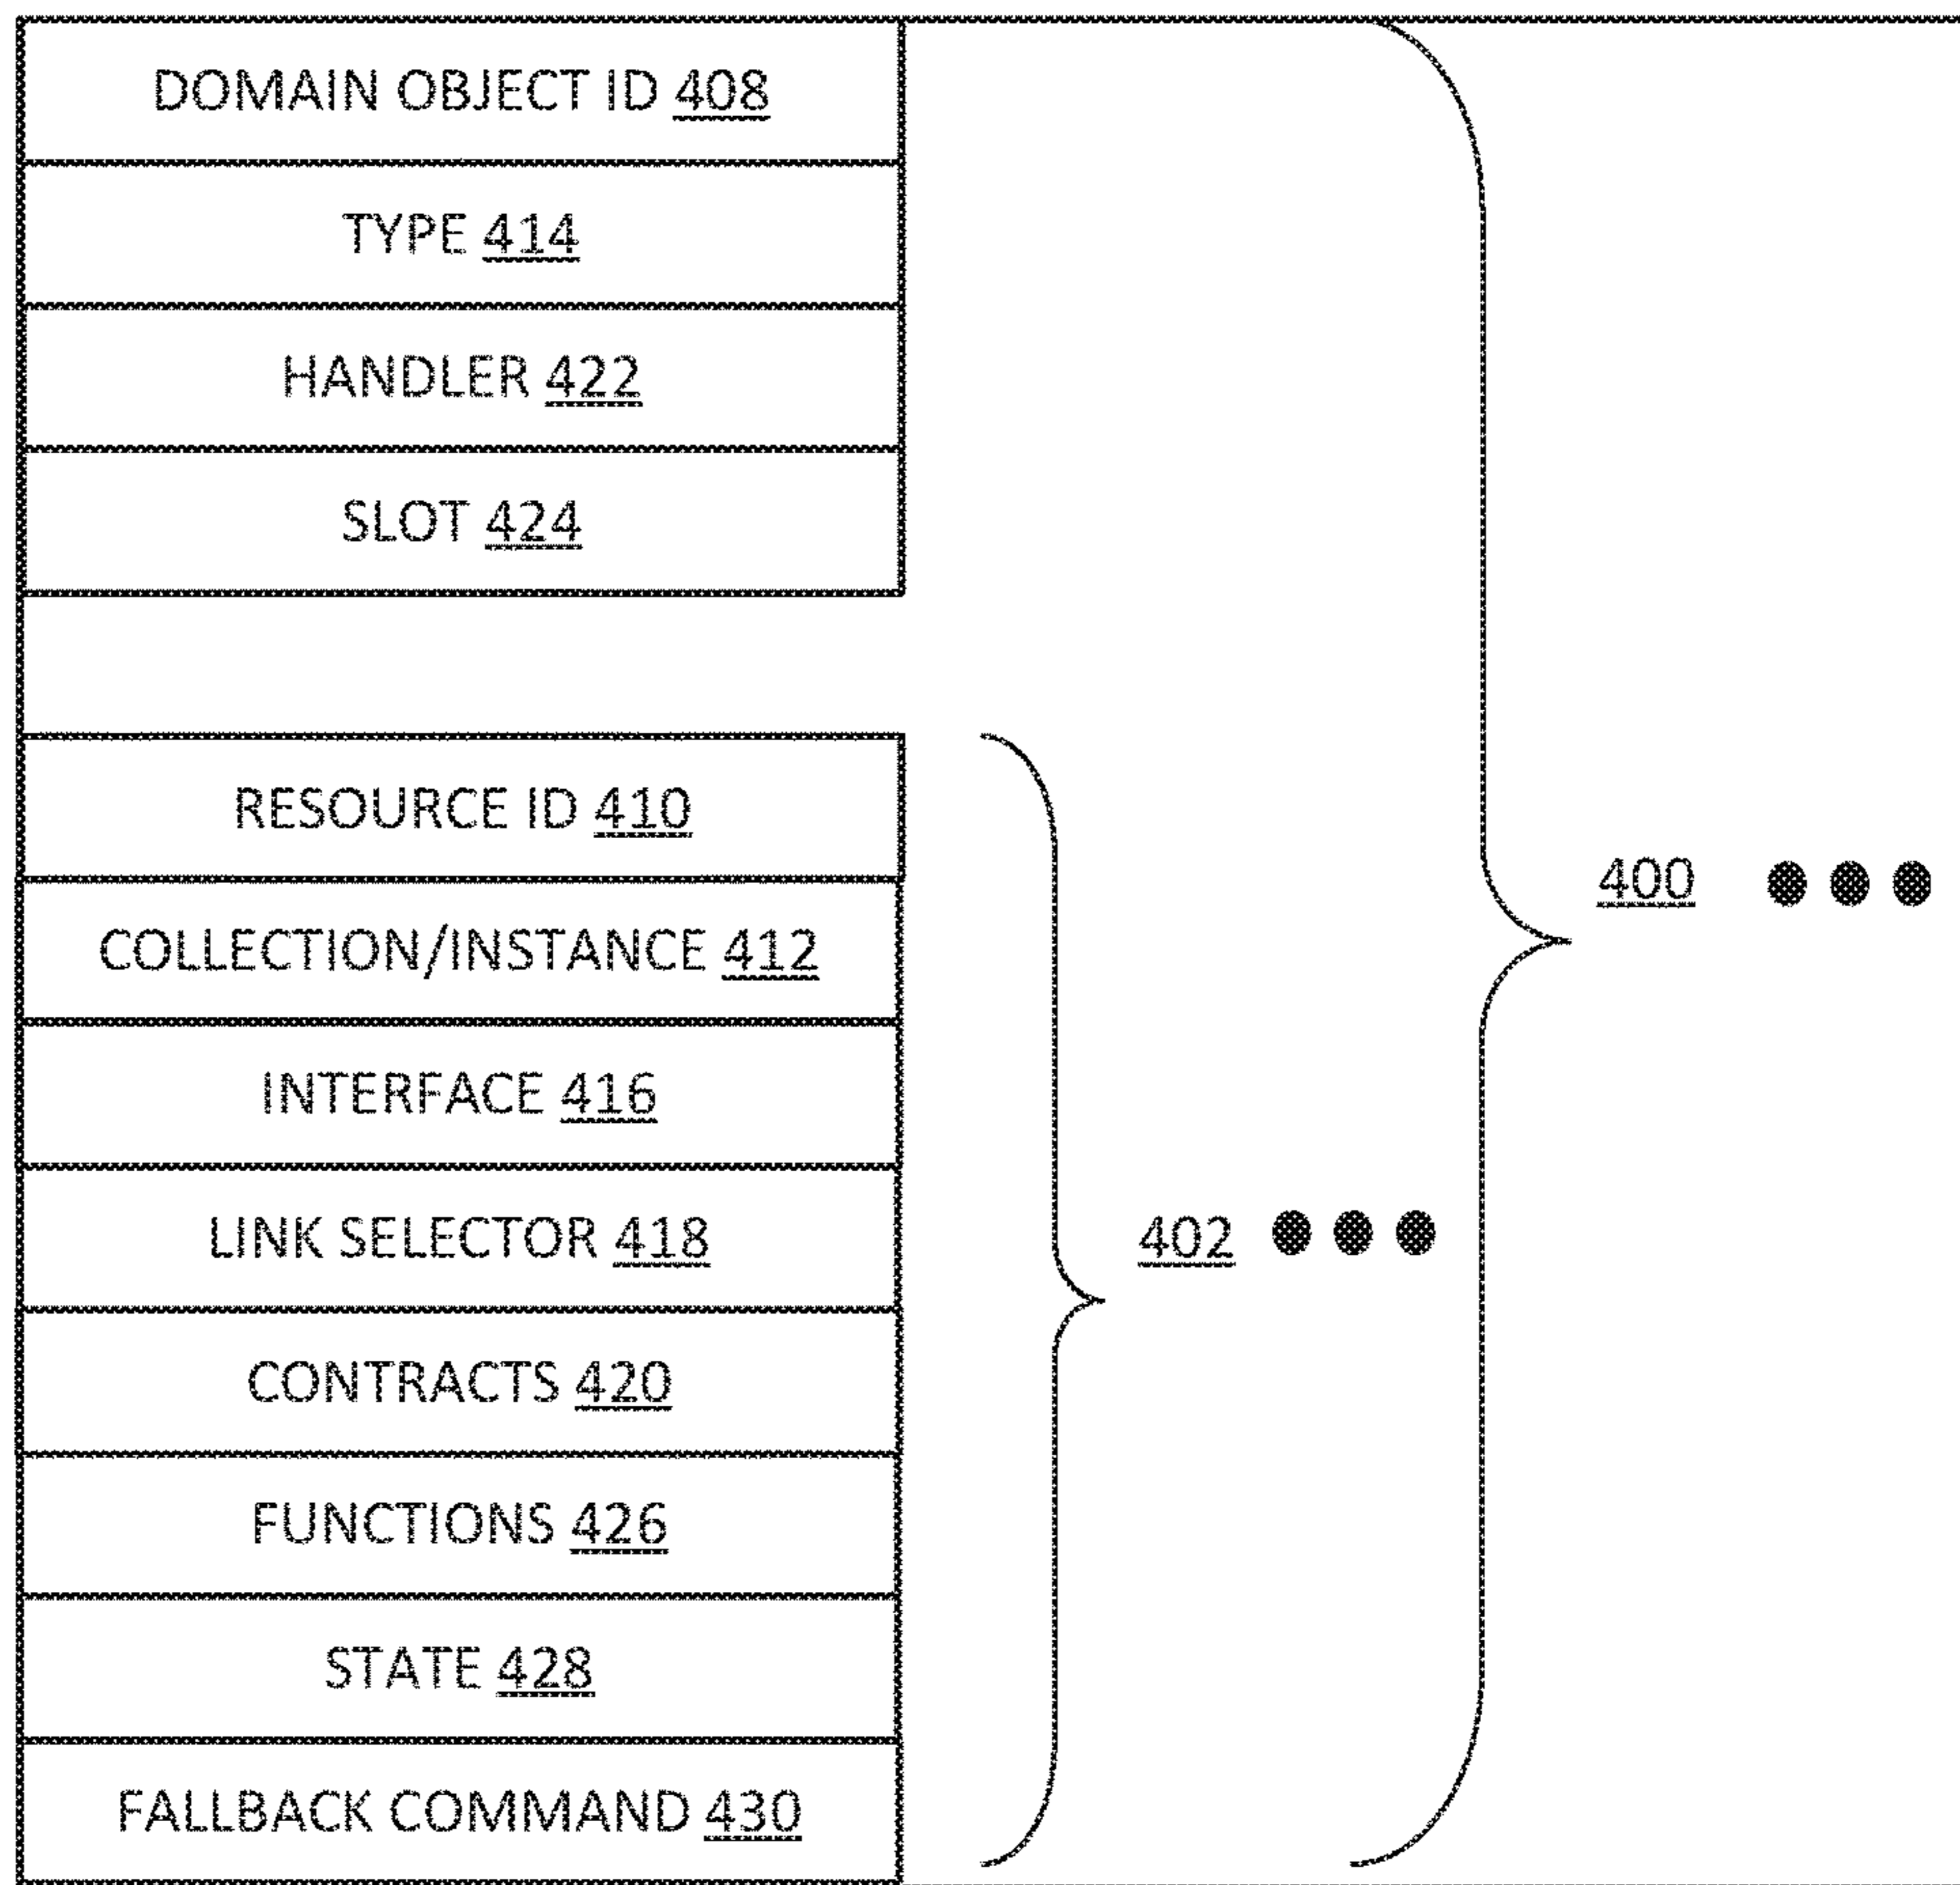 DOMAIN OBJECT ID 408
TYPE 414
HANDLER 422
SLOT 424
RESOURCE ID 410
COLLECTION/INSTANCE 412
INTERFACE 416
LINK SELECTOR 418
CONTRACTS 420
FUNCTIONS 426
STATE 428
FALLBACK COMMAND 430
402
400